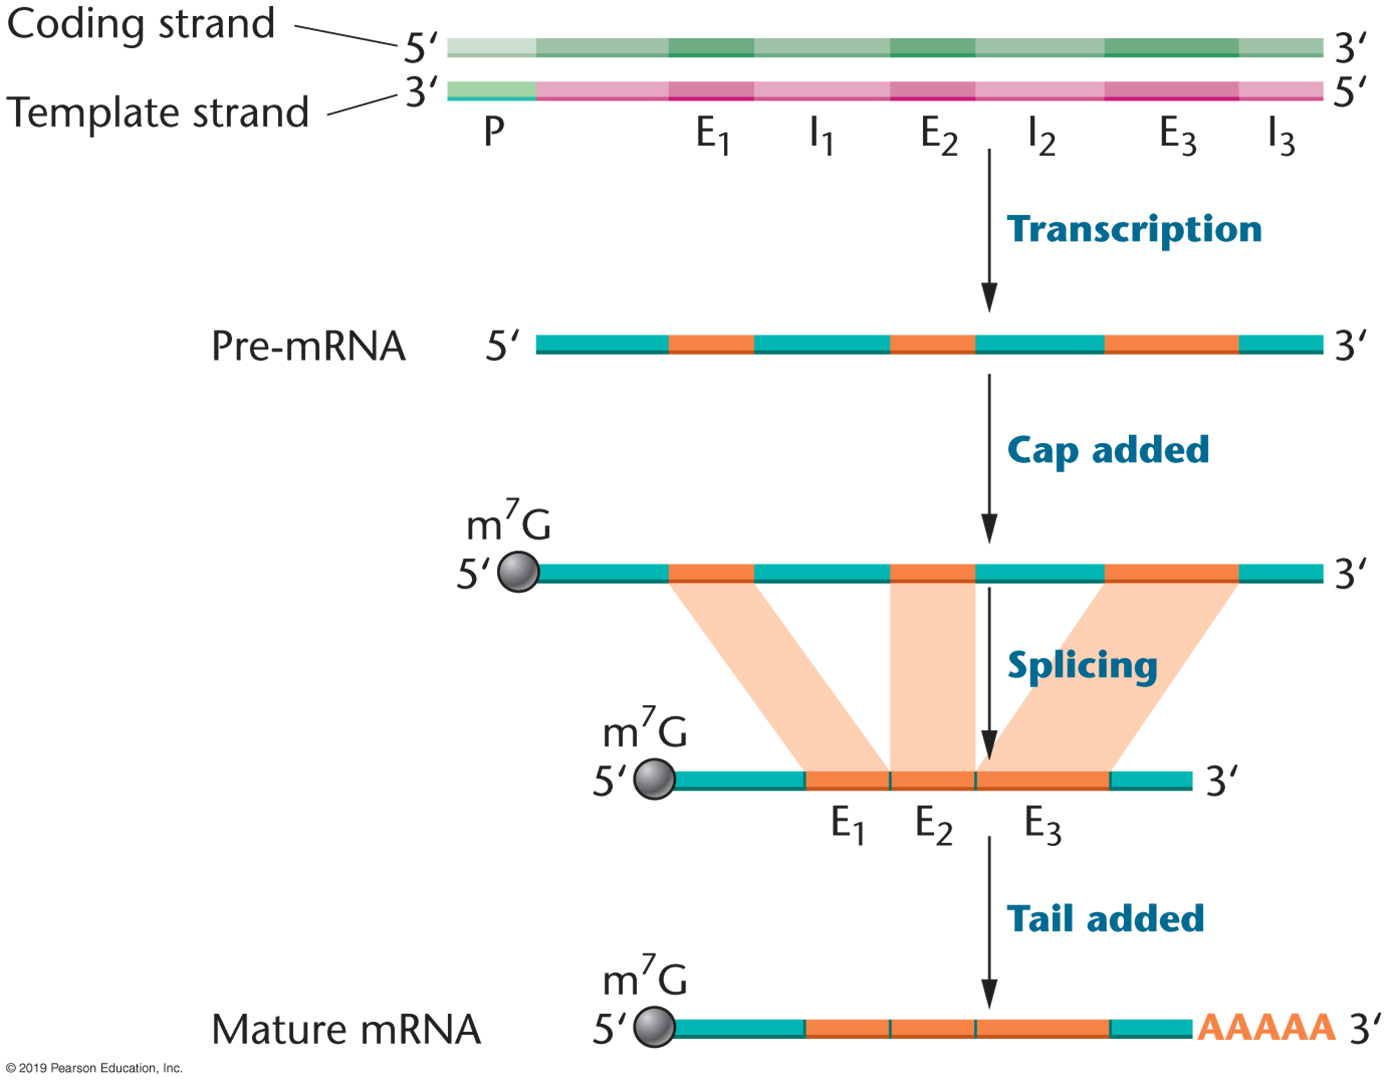 Coding strand 5′ 3′
Template strand 3′ 5′
P E₁ I₁ E₂ I₂ E₃ I₃
Transcription
Pre-mRNA 5′ 3′
Cap added
m⁷G
5′ 3′
Splicing
m⁷G
5′ 3′
E₁ E₂ E₃
Tail added
m⁷G
Mature mRNA 5′ AAAAA 3′
© 2019 Pearson Education, Inc.